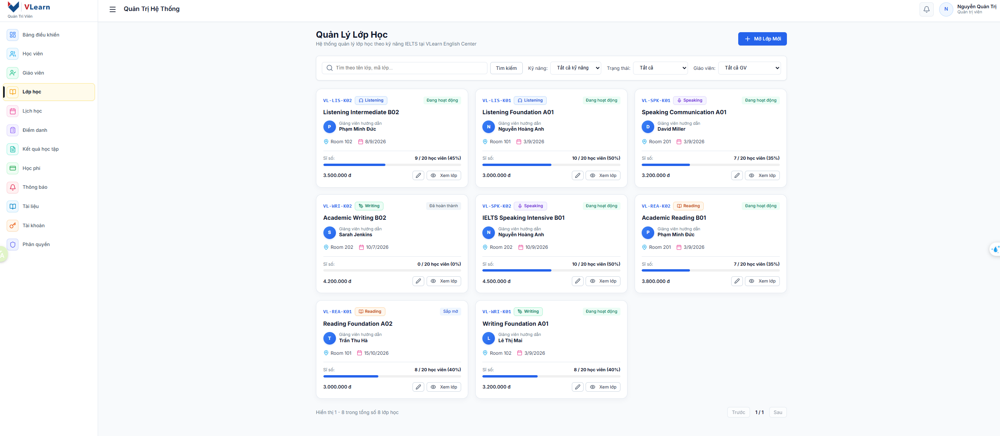 VLearn
Quản Trị Viên
Quản Trị Hệ Thống
N
Nguyễn Quản Trị
Quản trị viên
Bảng điều khiển
Học viên
Giáo viên
Lớp học
Lịch học
Điểm danh
Kết quả học tập
Học phí
Thông báo
Tài liệu
Tài khoản
Phân quyền
Quản Lý Lớp Học
Hệ thống quản lý lớp học theo kỹ năng IELTS tại VLearn English Center
Mở Lớp Mới
Tìm theo tên lớp, mã lớp... Tìm kiếm Kỹ năng: Tất cả kỹ năng Trạng thái: Tất cả Giáo viên: Tất cả GV
VL-LIS-K02 Listening Đang hoạt động
Listening Intermediate B02
P
Giảng viên hướng dẫn
Phạm Minh Đức
Room 102 8/9/2026
Sĩ số: 9 / 20 học viên (45%)
3.500.000 đ Xem lớp
VL-LIS-K01 Listening Đang hoạt động
Listening Foundation A01
N
Giảng viên hướng dẫn
Nguyễn Hoàng Anh
Room 101 3/9/2026
Sĩ số: 10 / 20 học viên (50%)
3.000.000 đ Xem lớp
VL-SPK-K01 Speaking Đang hoạt động
Speaking Communication A01
D
Giảng viên hướng dẫn
David Miller
Room 201 3/9/2026
Sĩ số: 7 / 20 học viên (35%)
3.200.000 đ Xem lớp
VL-WRI-K02 Writing Đã hoàn thành
Academic Writing B02
S
Giảng viên hướng dẫn
Sarah Jenkins
Room 202 10/7/2026
Sĩ số: 0 / 20 học viên (0%)
4.200.000 đ Xem lớp
VL-SPK-K02 Speaking Đang hoạt động
IELTS Speaking Intensive B01
N
Giảng viên hướng dẫn
Nguyễn Hoàng Anh
Room 202 10/9/2026
Sĩ số: 10 / 20 học viên (50%)
4.500.000 đ Xem lớp
VL-REA-K02 Reading Đang hoạt động
Academic Reading B01
P
Giảng viên hướng dẫn
Phạm Minh Đức
Room 201 3/9/2026
Sĩ số: 7 / 20 học viên (35%)
3.800.000 đ Xem lớp
VL-REA-K01 Reading Sắp mở
Reading Foundation A02
T
Giảng viên hướng dẫn
Trần Thu Hà
Room 101 15/10/2026
Sĩ số: 8 / 20 học viên (40%)
3.000.000 đ Xem lớp
VL-WRI-K01 Writing Đang hoạt động
Writing Foundation A01
L
Giảng viên hướng dẫn
Lê Thị Mai
Room 102 3/9/2026
Sĩ số: 8 / 20 học viên (40%)
3.200.000 đ Xem lớp
Hiển thị 1 - 8 trong tổng số 8 lớp học
Trước 1 / 1 Sau